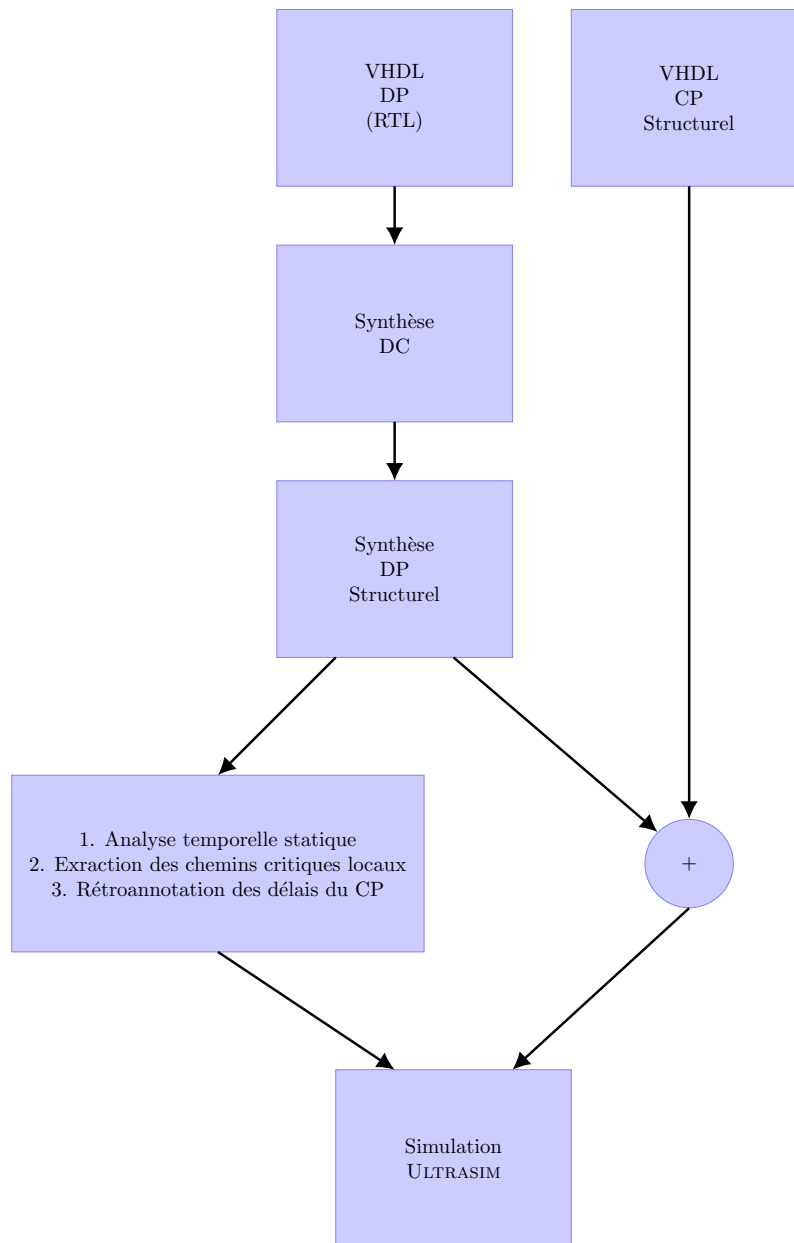 VHDL
DP
(RTL)
VHDL
CP
Structurel
Synthèse
DC
Synthèse
DP
Structurel
1. Analyse temporelle statique
2. Exraction des chemins critiques locaux
3. Rétroannotation des délais du CP
+
Simulation
ULTRASIM